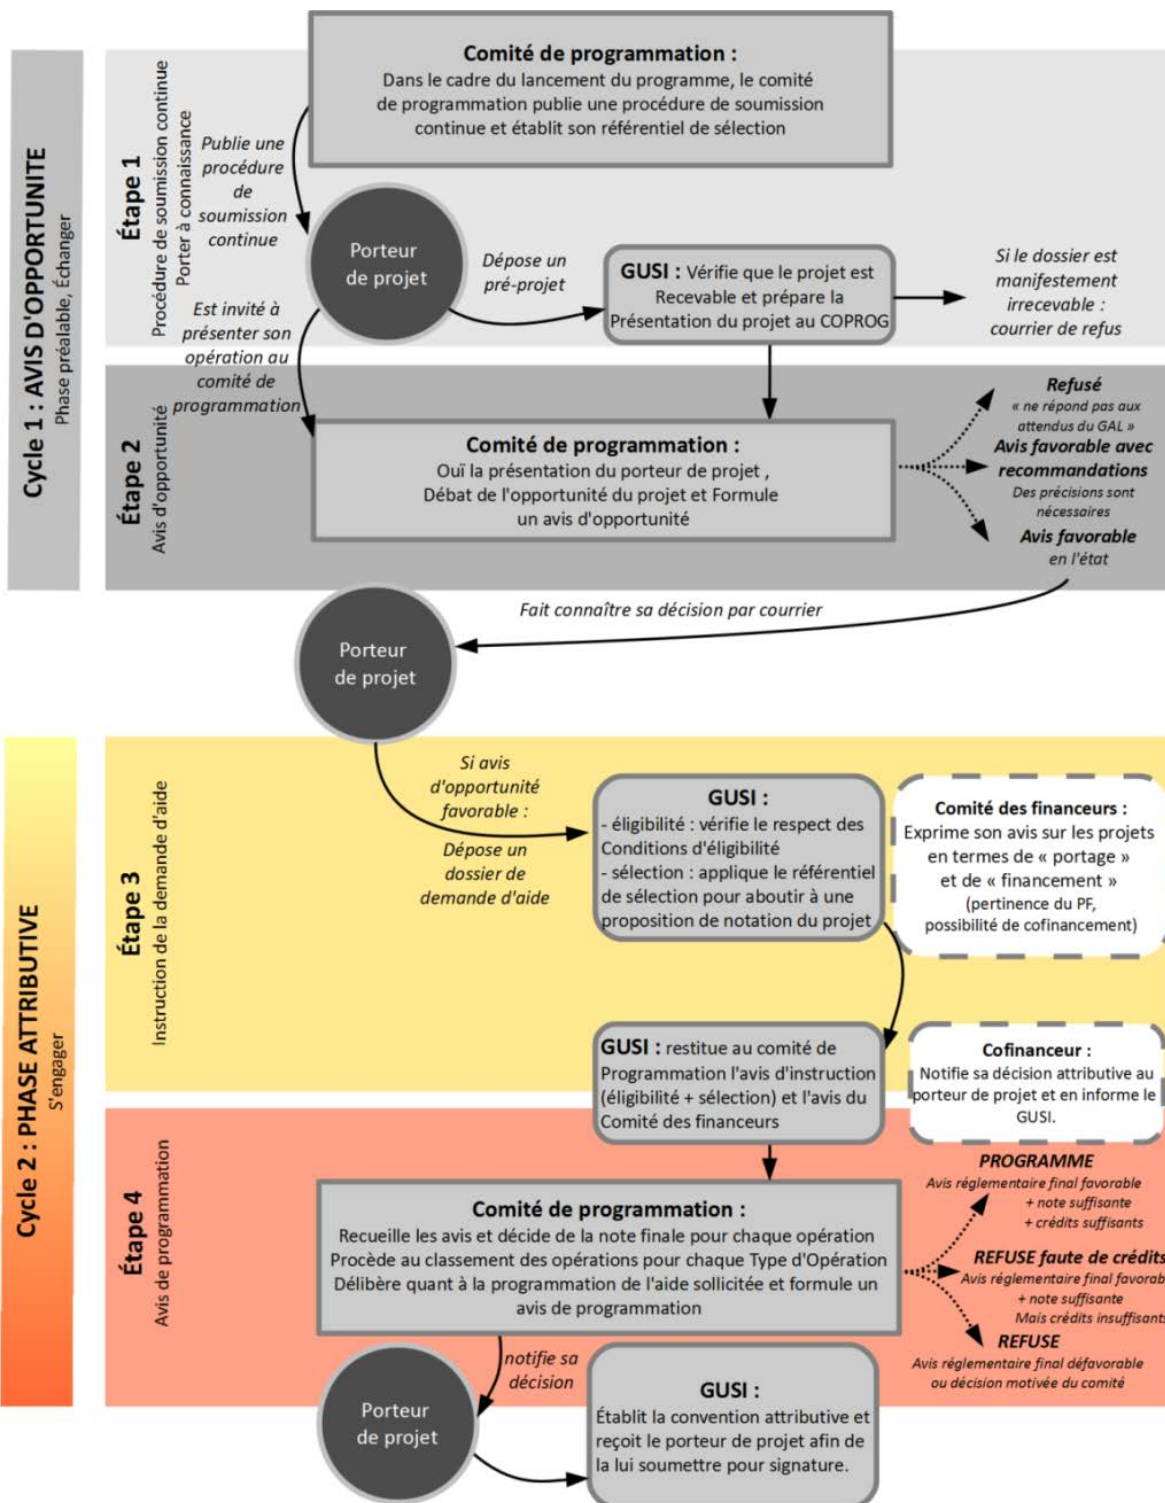 Cycle 1 : AVIS D'OPPORTUNITE
Phase préalable, Échanger
Étape 1
Procédure de soumission continue
Porter à connaissance
Comité de programmation :
Dans le cadre du lancement du programme, le comité
de programmation publie une procédure de soumission
continue et établit son référentiel de sélection
Publie une
procédure
de
soumission
continue
Porteur
de projet
Dépose un
pré-projet
GUSI : Vérifie que le projet est
Recevable et prépare la
Présentation du projet au COPROG
Si le dossier est
manifestement
irrecevable :
courrier de refus
Est invité à
présenter son
opération au
comité de
programmation
Étape 2
Avis d'opportunité
Comité de programmation :
Ouï la présentation du porteur de projet ,
Débat de l'opportunité du projet et Formule
un avis d'opportunité
Refusé
« ne répond pas aux
attendus du GAL »
Avis favorable avec
recommandations
Des précisions sont
nécessaires
Avis favorable
en l'état
Fait connaître sa décision par courrier
Porteur
de projet
Cycle 2 : PHASE ATTRIBUTIVE
S'engager
Étape 3
Instruction de la demande d'aide
Si avis
d'opportunité
favorable :
Dépose un
dossier de
demande d'aide
GUSI :
- éligibilité : vérifie le respect des
Conditions d'éligibilité
- sélection : applique le référentiel
de sélection pour aboutir à une
proposition de notation du projet
Comité des financeurs :
Exprime son avis sur les projets
en termes de « portage »
et de « financement »
(pertinence du PF,
possibilité de cofinancement)
GUSI : restitue au comité de
Programmation l'avis d'instruction
(éligibilité + sélection) et l'avis du
Comité des financeurs
Cofinanceur :
Notifie sa décision attributive au
porteur de projet et en informe le
GUSI.
Étape 4
Avis de programmation
Comité de programmation :
Recueille les avis et décide de la note finale pour chaque opération
Procède au classement des opérations pour chaque Type d'Opération
Délibère quant à la programmation de l'aide sollicitée et formule un
avis de programmation
PROGRAMME
Avis réglementaire final favorable
+ note suffisante
+ crédits suffisants
REFUSE faute de crédits
Avis réglementaire final favorab
+ note suffisante
Mais crédits insuffisants
REFUSE
Avis réglementaire final défavorable
ou décision motivée du comité
notifie sa
décision
Porteur
de projet
GUSI :
Établit la convention attributive et
reçoit le porteur de projet afin de
la lui soumettre pour signature.